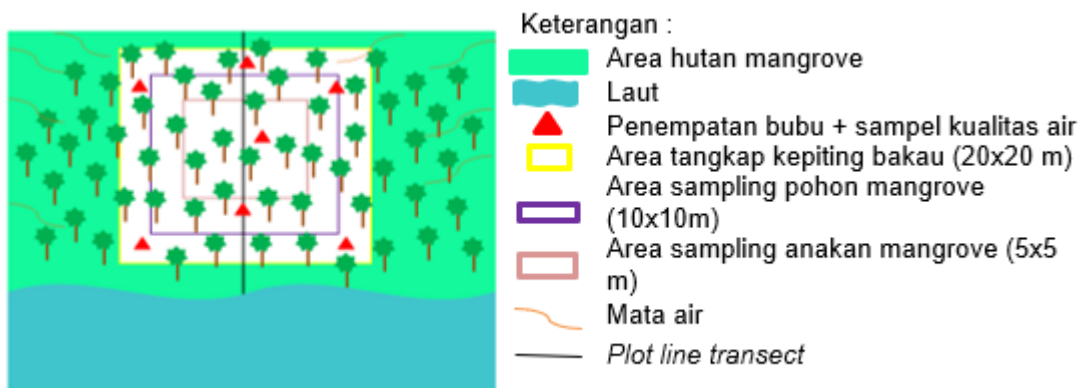 Keterangan :
Area hutan mangrove
Laut
Penempatan bubu + sampel kualitas air
Area tangkap kepiting bakau (20x20 m)
Area sampling pohon mangrove
(10x10m)
Area sampling anakan mangrove (5x5
m)
Mata air
Plot line transect